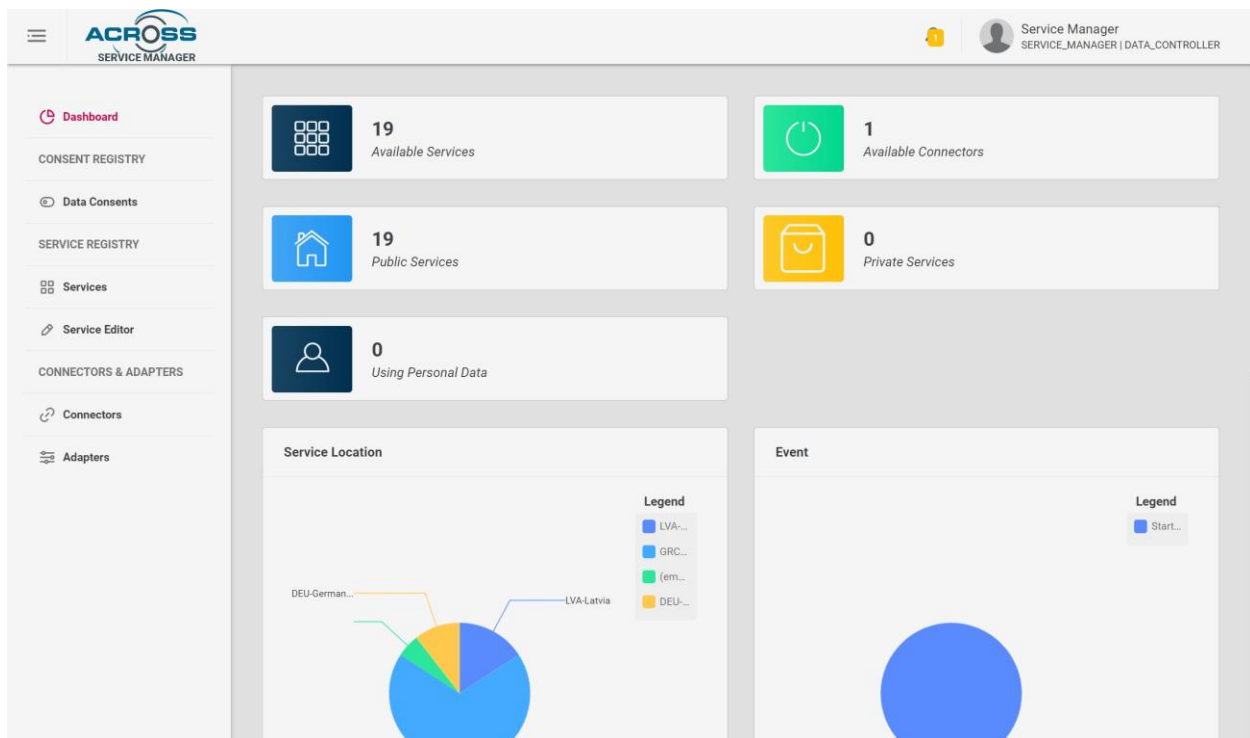 ACROSS
SERVICE MANAGER
1
Service Manager
SERVICE_MANAGER | DATA_CONTROLLER
Dashboard
CONSENT REGISTRY
Data Consents
SERVICE REGISTRY
Services
Service Editor
CONNECTORS & ADAPTERS
Connectors
Adapters
19
Available Services
1
Available Connectors
19
Public Services
0
Private Services
0
Using Personal Data
Service Location
Legend
LVA-...
GRC...
(em...
DEU-...
DEU-German...
LVA-Latvia
Event
Legend
Start...